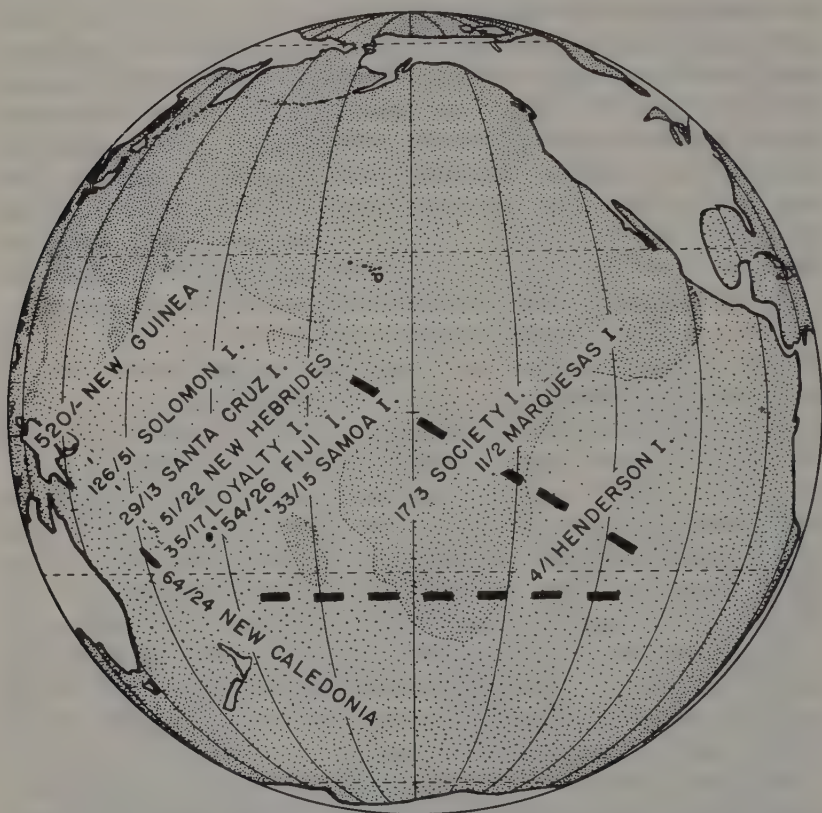 520/- NEW GUINEA
126/51 SOLOMON I.
29/13 SANTA CRUZ I.
51/22 NEW HEBRIDES
35/17 LOYALTY I.
54/26 FIJI I.
33/15 SAMOA I.
17/3 SOCIETY I.
11/2 MARQUESAS I.
4/1 HENDERSON I.
64/24 NEW CALEDONIA